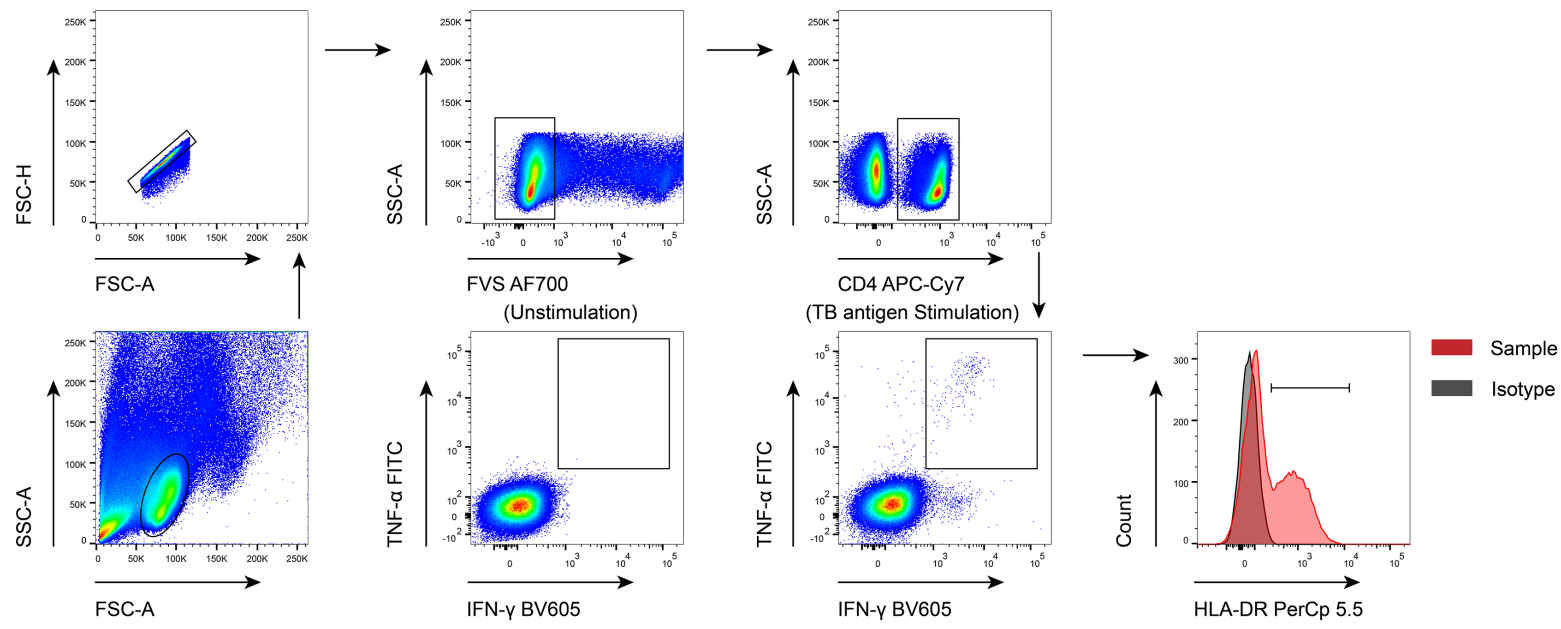 250K
200K
150K
100K
50K
0
FSC-H
0 50K 100K 150K 200K 250K
FSC-A
250K
200K
150K
100K
50K
0
SSC-A
-10³ 0 10³ 10⁴ 10⁵
FVS AF700
250K
200K
150K
100K
50K
0
SSC-A
0 10³ 10⁴ 10⁵
CD4 APC-Cy7
250K
200K
150K
100K
50K
0
SSC-A
0 50K 100K 150K 200K 250K
FSC-A
(Unstimulation)
10⁵
10⁴
10³
10²
0
-10²
TNF-α FITC
0 10³ 10⁴ 10⁵
IFN-γ BV605
(TB antigen Stimulation)
10⁵
10⁴
10³
10²
0
-10²
TNF-α FITC
0 10³ 10⁴ 10⁵
IFN-γ BV605
300
200
100
0
Count
0 10³ 10⁴ 10⁵
HLA-DR PerCp 5.5
Sample
Isotype